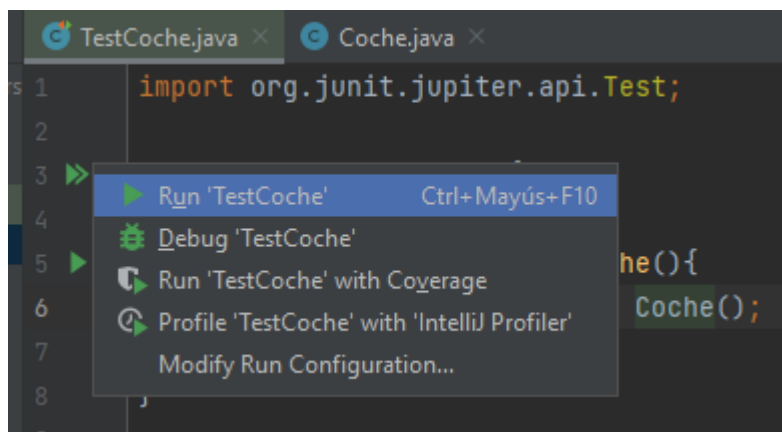 TestCoche.java Coche.java
1 import org.junit.jupiter.api.Test;
2
3
Run 'TestCoche' Ctrl+Mayús+F10
4
Debug 'TestCoche'
5 he(){
Run 'TestCoche' with Coverage
6 Coche();
Profile 'TestCoche' with 'IntelliJ Profiler'
7
Modify Run Configuration...
8 }